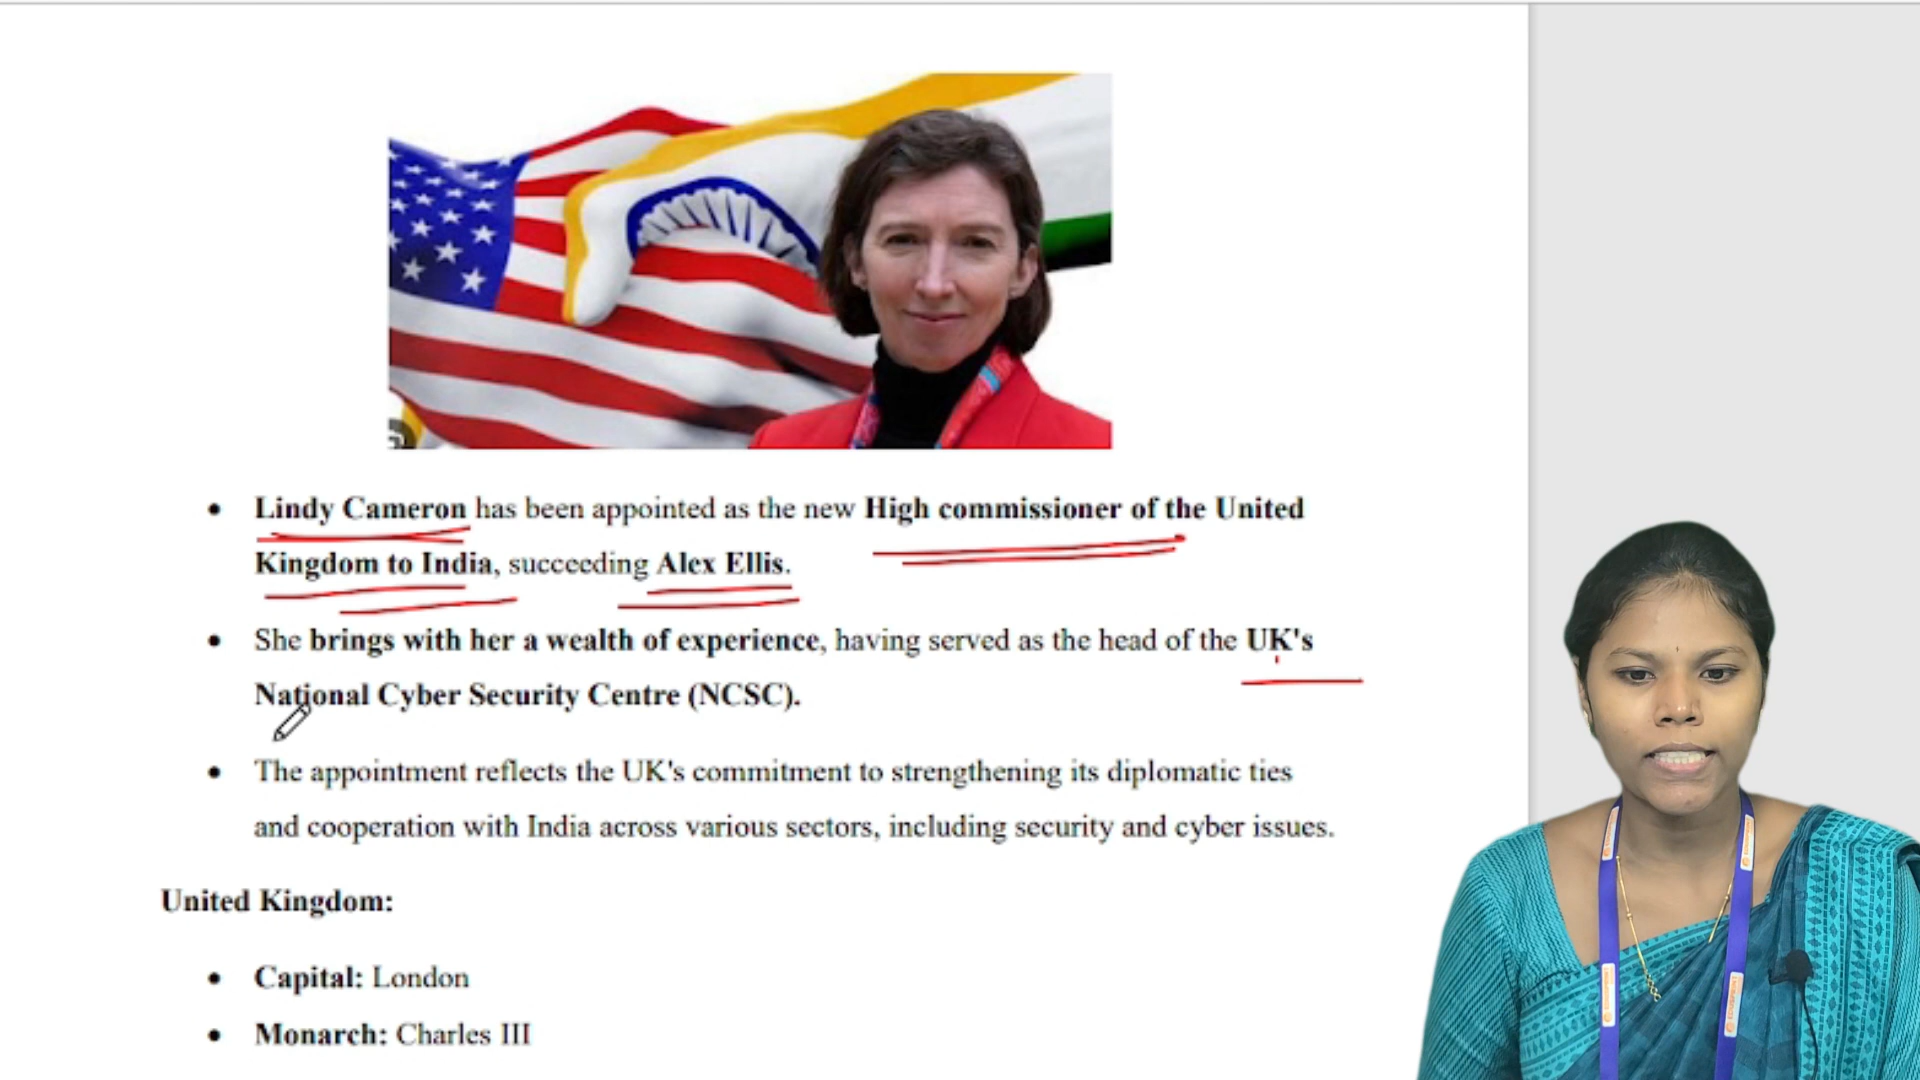 Lindy Cameron has been appointed as the new High commissioner of the United
Kingdom to India, succeeding Alex Ellis.
She brings with her a wealth of experience, having served as the head of the UK's
National Cyber Security Centre (NCSC).
The appointment reflects the UK's commitment to strengthening its diplomatic ties
and cooperation with India across various sectors, including security and cyber issues.
United Kingdom:
Capital: London
Monarch: Charles III